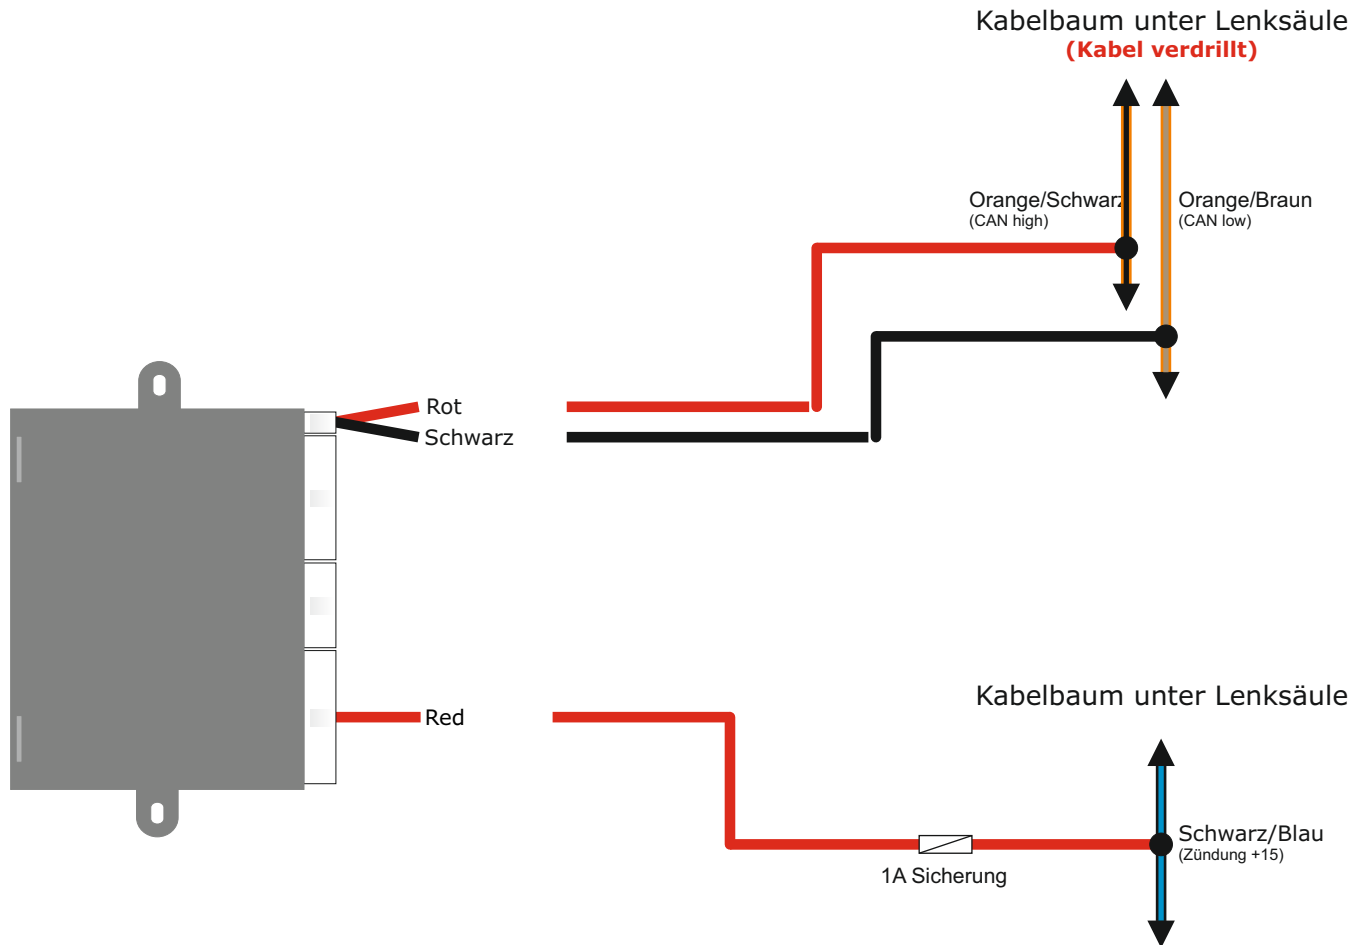 Kabelbaum unter Lenksäule
(Kabel verdrillt)
Orange/Schwarz
(CAN high)
Orange/Braun
(CAN low)
Rot
Schwarz
Red
Kabelbaum unter Lenksäule
Schwarz/Blau
(Zündung +15)
1A Sicherung